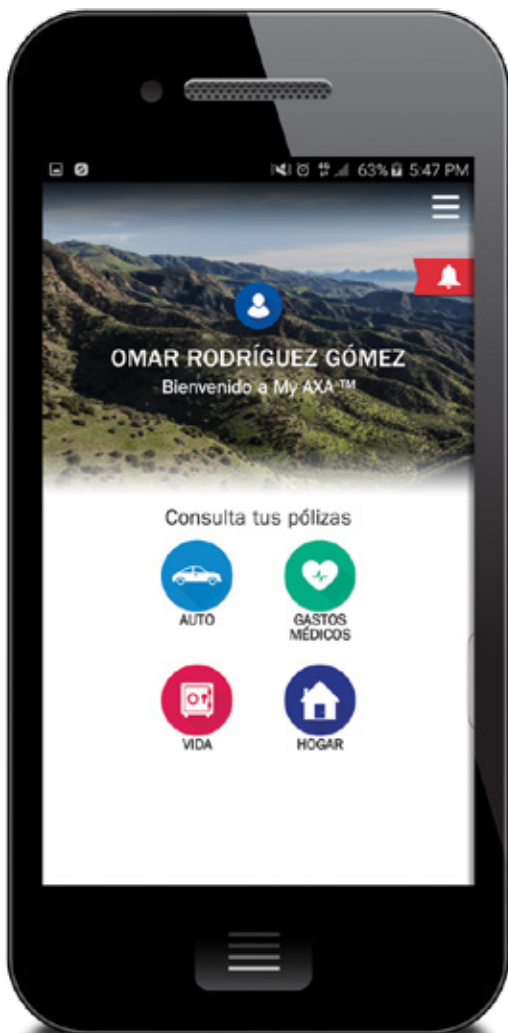 63% 5:47 PM
OMAR RODRÍGUEZ GÓMEZ
Bienvenido a My AXA™
Consulta tus pólizas
AUTO
GASTOS
MÉDICOS
VIDA
HOGAR